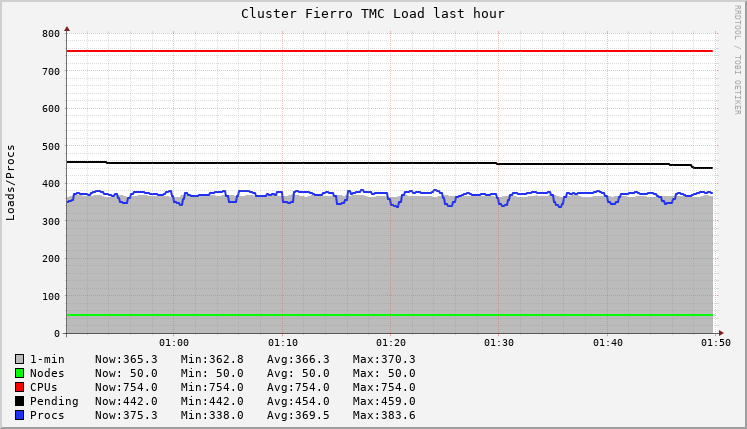 Cluster Fierro TMC Load last hour
RRDTOOL / TOBI OETIKER
Loads/Procs
800
700
600
500
400
300
200
100
0
01:00 01:10 01:20 01:30 01:40 01:50
1-min Now:365.3 Min:362.8 Avg:366.3 Max:370.3
Nodes Now: 50.0 Min: 50.0 Avg: 50.0 Max: 50.0
CPUs Now:754.0 Min:754.0 Avg:754.0 Max:754.0
Pending Now:442.0 Min:442.0 Avg:454.0 Max:459.0
Procs Now:375.3 Min:338.0 Avg:369.5 Max:383.6